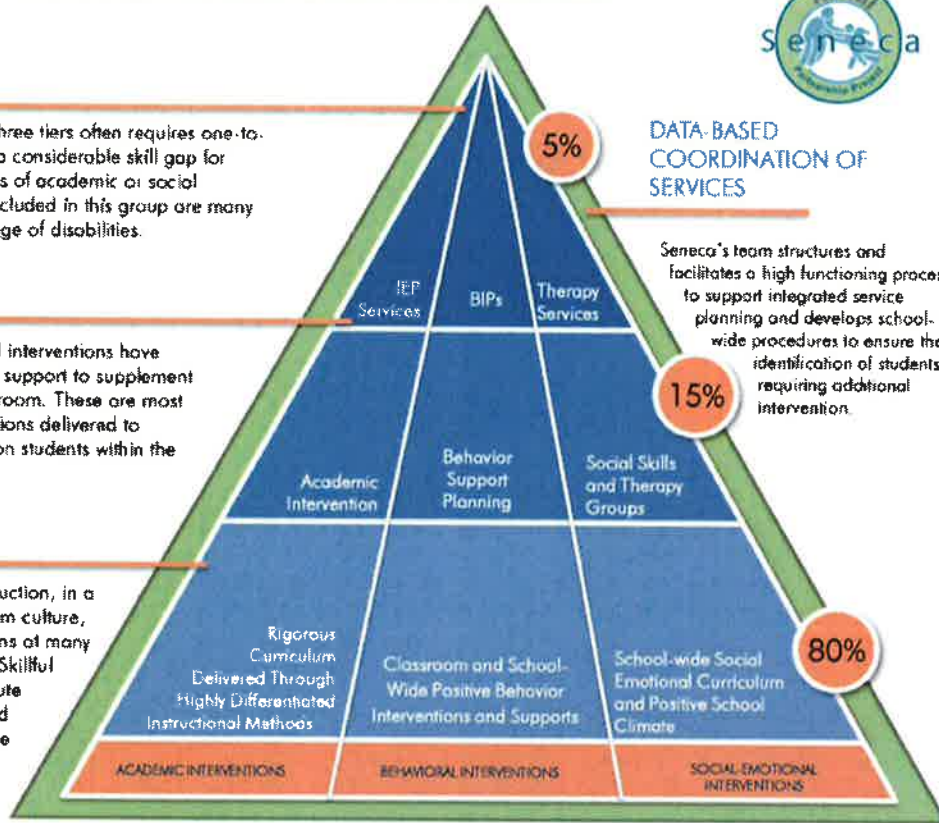 Seneca
Partnership Project
5%
DATA-BASED
COORDINATION OF
SERVICES
three tiers often requires one-to-
a considerable skill gap for
s of academic or social
cluded in this group are many
ge of disabilities.
Seneca's team structures and
facilitates a high functioning proces
to support integrated service
planning and develops school-
wide procedures to ensure the
identification of students
requiring additional
intervention.
IEP
Services
BIPs
Therapy
Services
l interventions have
support to supplement
room. These are most
ions delivered to
on students within the
15%
Academic
Intervention
Behavior
Support
Planning
Social Skills
and Therapy
Groups
uction, in a
m culture,
ns at many
Skillful
ute
d
e
80%
Rigorous
Curriculum
Delivered Through
Highly Differentiated
Instructional Methods
Classroom and School-
Wide Positive Behavior
Interventions and Supports
School-wide Social
Emotional Curriculum
and Positive School
Climate
ACADEMIC INTERVENTIONS
BEHAVIORAL INTERVENTIONS
SOCIAL-EMOTIONAL
INTERVENTIONS